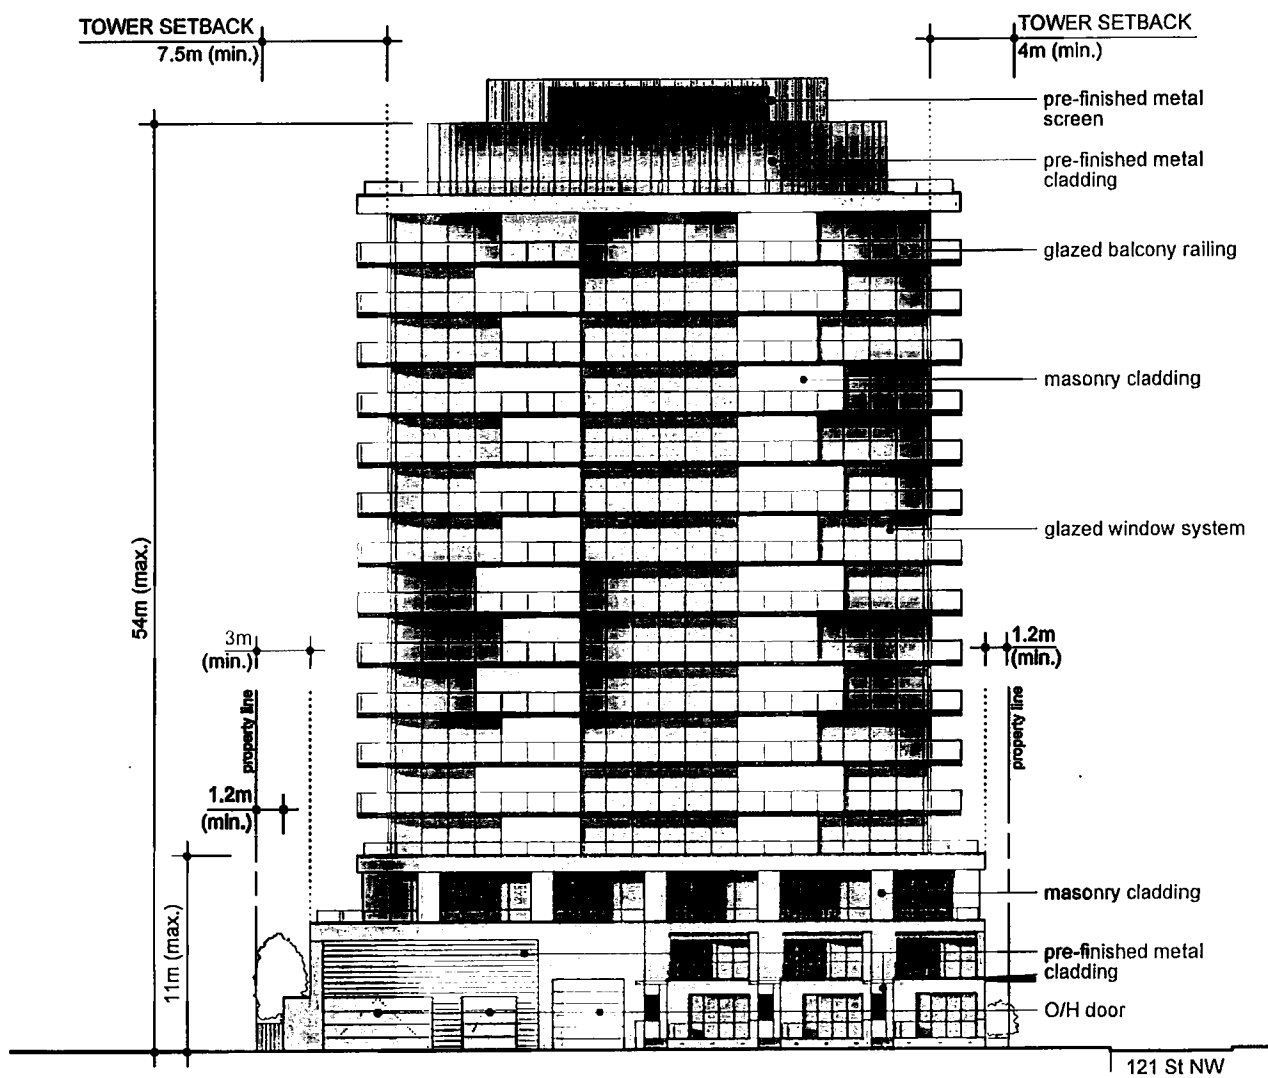 TOWER SETBACK
7.5m (min.)
TOWER SETBACK
4m (min.)
pre-finished metal
screen
pre-finished metal
cladding
glazed balcony railing
masonry cladding
glazed window system
54m (max.)
3m
(min.)
1.2m
(min.)
property line
property line
1.2m
(min.)
11m (max.)
masonry cladding
pre-finished metal
cladding
O/H door
121 St NW